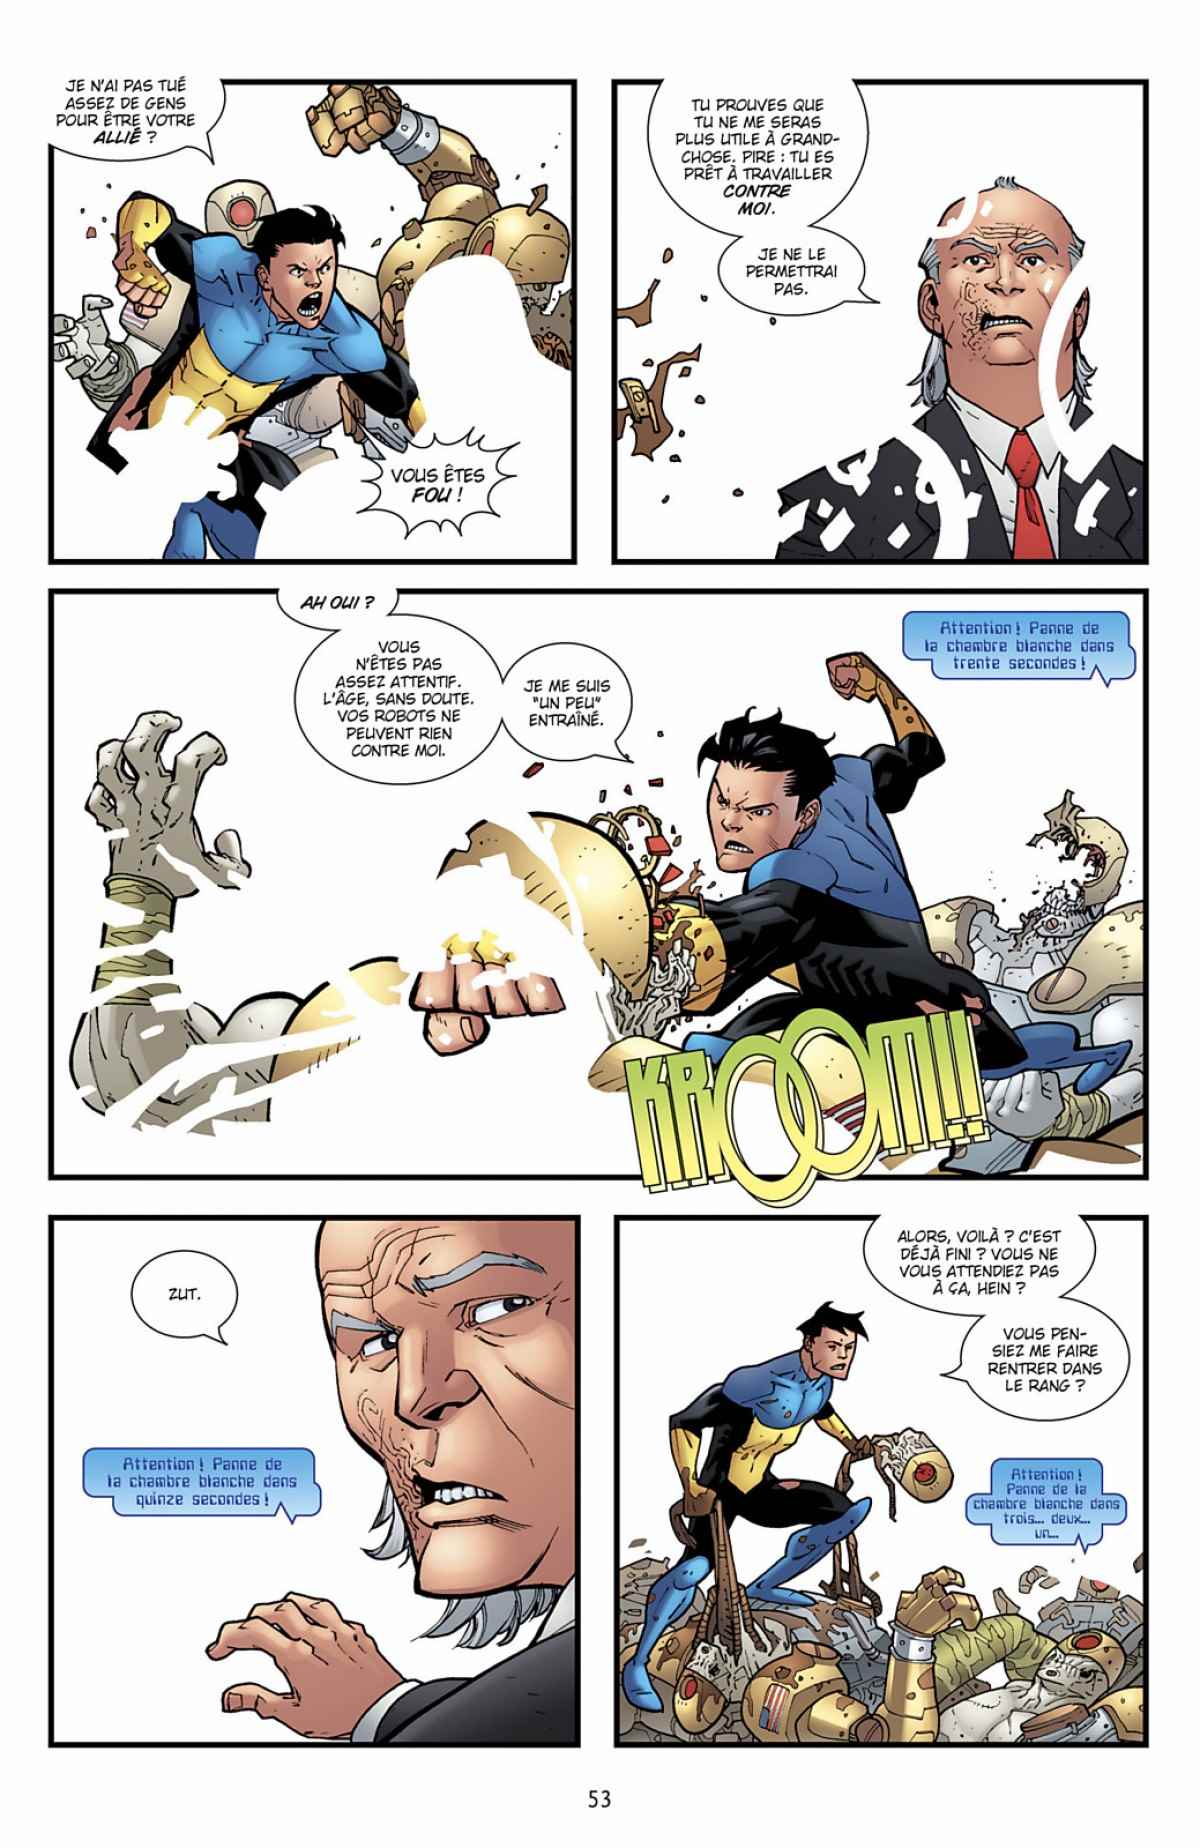 JE N'AI PAS TUÉ
ASSEZ DE GENS
POUR ÊTRE VOTRE
ALLIÉ ?
VOUS ÊTES
FOU !
TU PROUVES QUE
TU NE ME SERAS
PLUS UTILE À GRAND-
CHOSE. PIRE : TU ES
PRÊT À TRAVAILLER
CONTRE
MOI.
JE NE LE
PERMETTRAI
PAS.
AH OUI ?
VOUS
N'ÊTES PAS
ASSEZ ATTENTIF.
L'ÂGE, SANS DOUTE.
VOS ROBOTS NE
PEUVENT RIEN
CONTRE MOI.
JE ME SUIS
"UN PEU"
ENTRAÎNÉ.
Attention ! Panne de
la chambre blanche dans
trente secondes !
KROOM!!
ZUT.
Attention ! Panne de
la chambre blanche dans
quinze secondes !
ALORS, VOILÀ ? C'EST
DÉJÀ FINI ? VOUS NE
VOUS ATTENDIEZ PAS
À ÇA, HEIN ?
VOUS PEN-
SIEZ ME FAIRE
RENTRER DANS
LE RANG ?
Attention !
Panne de la
chambre blanche dans
trois... deux...
un...
53